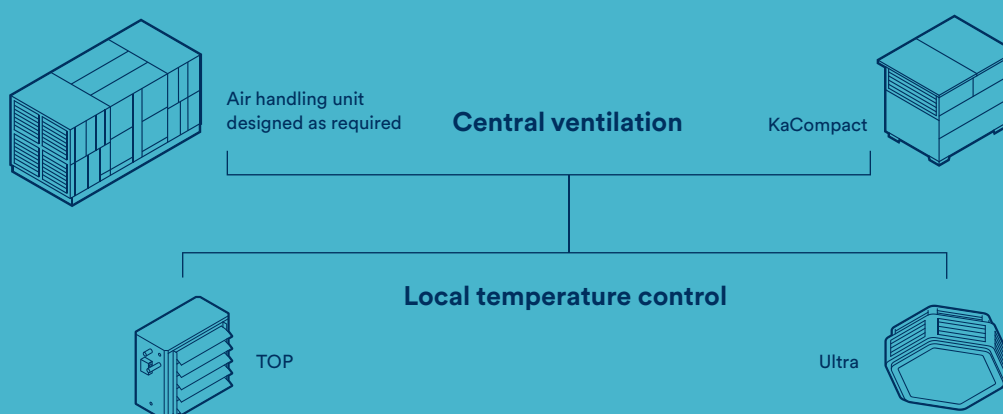 Air handling unit
designed as required
Central ventilation
KaCompact
Local temperature control
TOP
Ultra